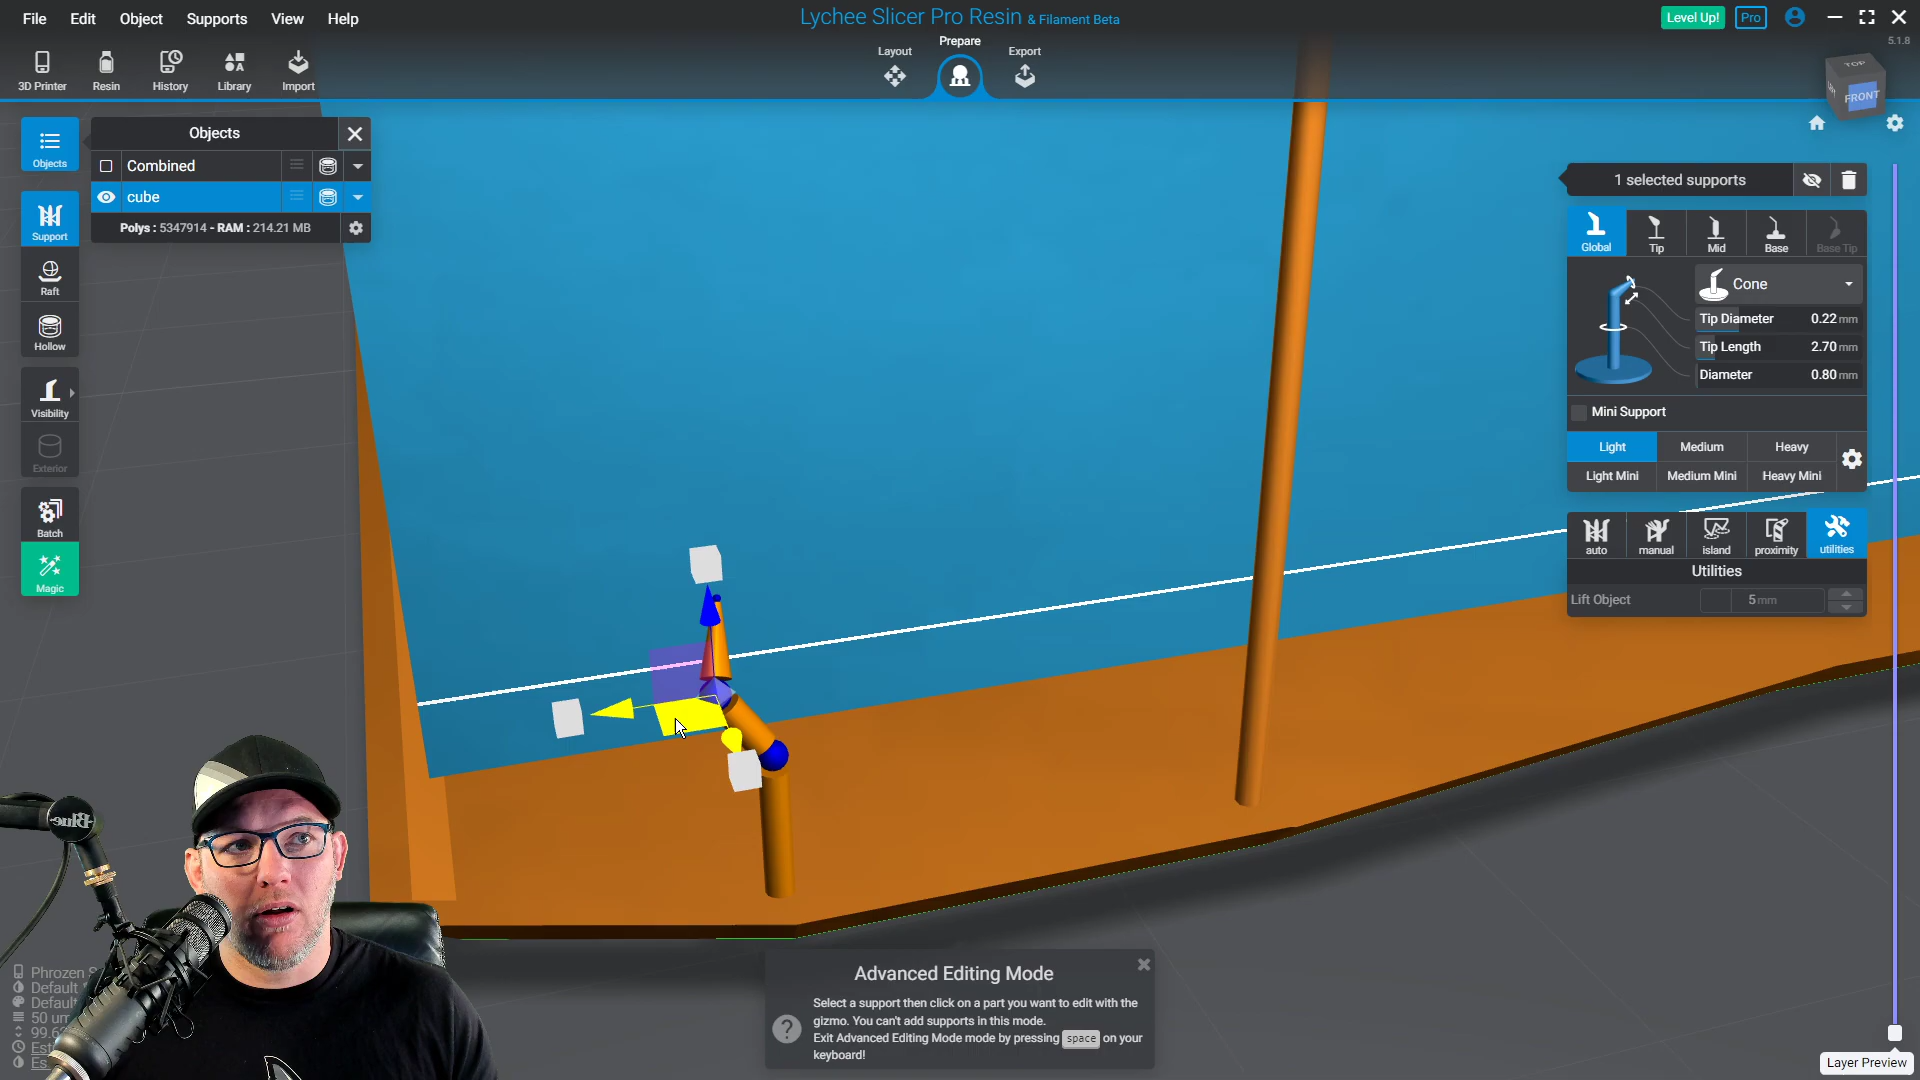 File Edit Object Supports View Help
Lychee Slicer Pro Resin & Filament Beta
Level Up! Pro
5.1.8
3D Printer Resin History Library Import
Layout Prepare Export
TOP
FRONT
Objects
Objects
Combined
cube
Polys : 5347914 - RAM : 214.21 MB
Support
Raft
Hollow
Visibility
Exterior
Batch
Magic
1 selected supports
Global Tip Mid Base Base Tip
Cone
Tip Diameter 0.22 mm
Tip Length 2.70 mm
Diameter 0.80 mm
Mini Support
Light Medium Heavy
Light Mini Medium Mini Heavy Mini
auto manual island proximity utilities
Utilities
Lift Object 5 mm
Blue
Phrozen S
Default
Default
50 um
Advanced Editing Mode
Select a support then click on a part you want to edit with the
gizmo. You can't add supports in this mode.
Exit Advanced Editing Mode mode by pressing space on your
keyboard!
Layer Preview